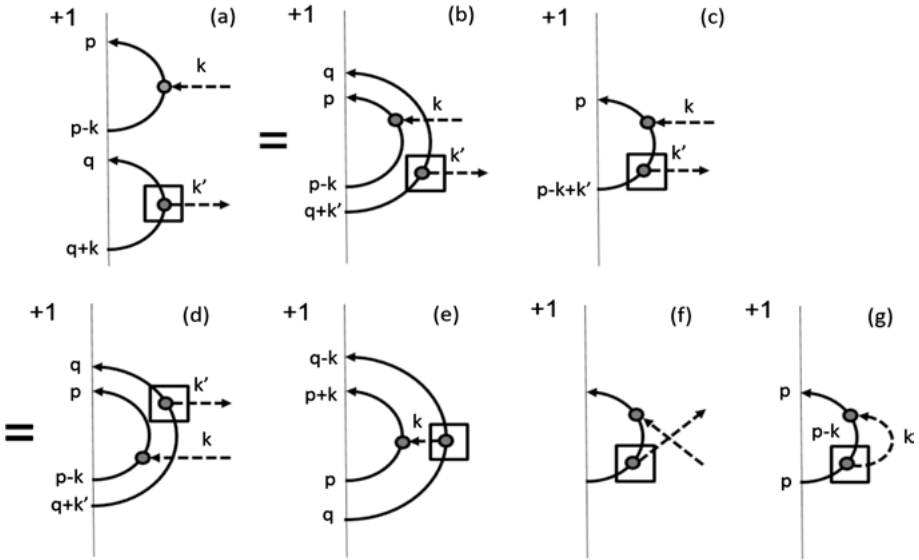 +1 (a)
p
k
p-k
q
k'
q+k
=
+1 (b)
q
p
k
k'
p-k
q+k'
+1 (c)
p
k
k'
p-k+k'
=
+1 (d)
q
p
k'
k
p-k
q+k'
+1 (e)
q-k
p+k
k
p
q
+1 (f)
+1 (g)
p
p-k
k
p